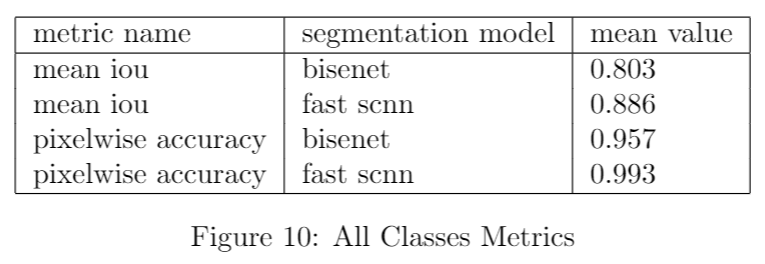 metric name segmentation model mean value
mean iou bisenet 0.803
mean iou fast scnn 0.886
pixelwise accuracy bisenet 0.957
pixelwise accuracy fast scnn 0.993
Figure 10: All Classes Metrics